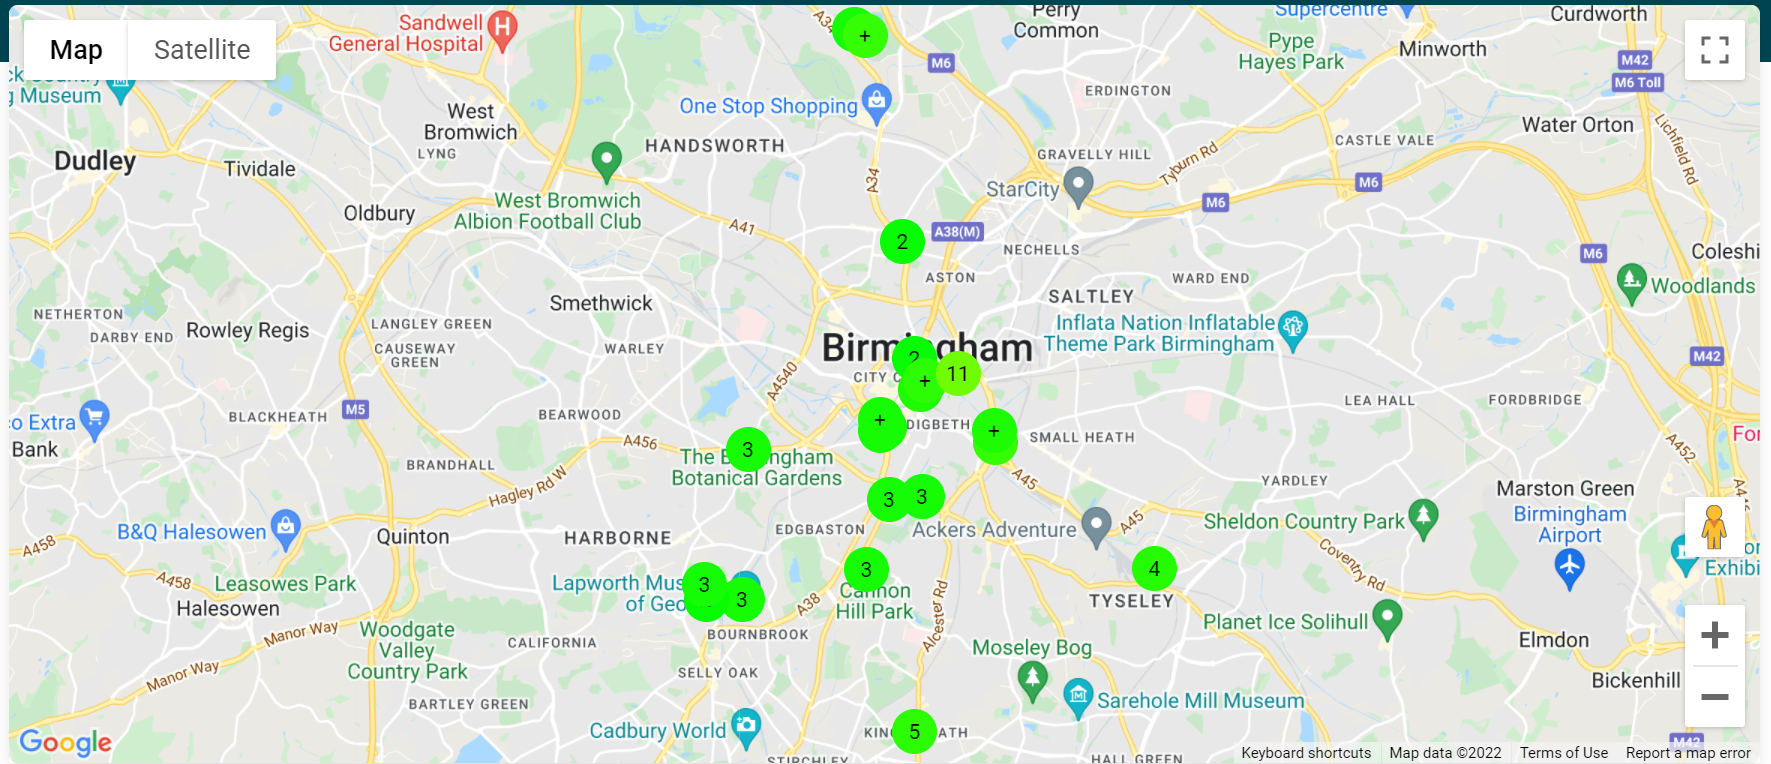 Map
Satellite
Sandwell
General Hospital
H
A34
+
Perry
Common
Supercentre
Curdworth
Pype
Hayes Park
Minworth
M42
M6 Toll
M6
g Museum
One Stop Shopping
ERDINGTON
West
Bromwich
LYNG
HANDSWORTH
Water Orton
Lichfield Rd
CASTLE VALE
Dudley
Tividale
GRAVELLY HILL
Tyburn Rd
StarCity
M6
M6
A34
West Bromwich
Albion Football Club
Oldbury
A41
2
A38(M)
NECHELLS
M6
Coleshi
ASTON
WARD END
Woodlands
Smethwick
SALTLEY
NETHERTON
DARBY END
Rowley Regis
LANGLEY GREEN
CAUSEWAY
GREEN
WARLEY
Inflata Nation Inflatable
Theme Park Birmingham
Birmingham
2
CITY C
+
11
M42
A4540
LEA HALL
FORDBRIDGE
co Extra
Bank
BLACKHEATH
M5
BEARWOOD
+
DIGBETH
+
SMALL HEATH
For
A452
A456
3
The B ngham
Botanical Gardens
BRANDHALL
Hagley Rd W
A45
YARDLEY
Marston Green
Birmingham
Airport
3
3
B&Q Halesowen
Quinton
HARBORNE
EDGBASTON
Ackers Adventure
A45
Sheldon Country Park
A458
Coventry Rd
Exhibi
A458
Leasowes Park
Halesowen
Lapworth Mus
of Geo
3
3
3
Cannon
Hill Park
A38
4
TYSELEY
Alcester Rd
Planet Ice Solihull
Elmdon
Manor Way
Woodgate
Valley
Country Park
CALIFORNIA
BOURNBROOK
Moseley Bog
Manor Way
SELLY OAK
Bickenhill
BARTLEY GREEN
Sarehole Mill Museum
Cadbury World
KIN
5
ATH
M42
Google
STIRCHLEY
HALL GREEN
Keyboard shortcuts
Map data ©2022
Terms of Use
Report a map error